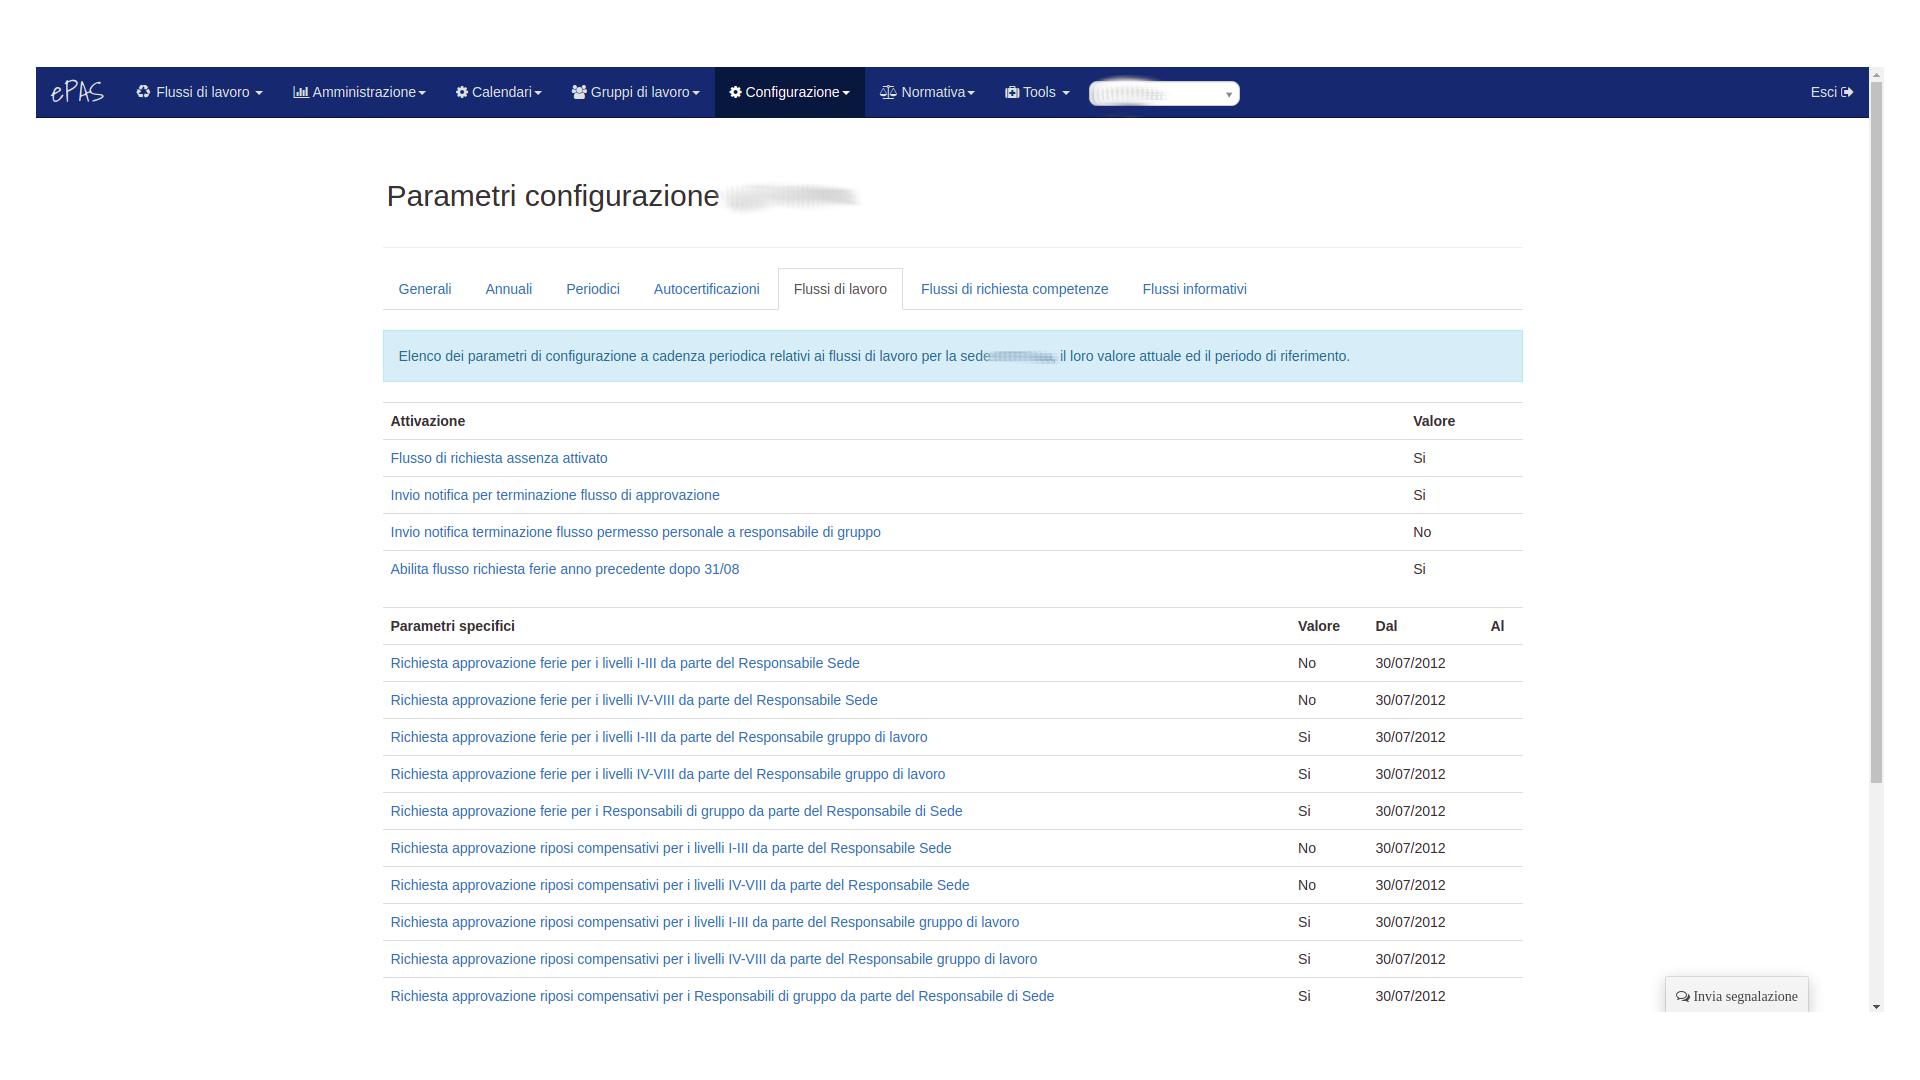 ePAS Flussi di lavoro Amministrazione Calendari Gruppi di lavoro Configurazione Normativa Tools Esci
Parametri configurazione
Generali Annuali Periodici Autocertificazioni Flussi di lavoro Flussi di richiesta competenze Flussi informativi
Elenco dei parametri di configurazione a cadenza periodica relativi ai flussi di lavoro per la sede , il loro valore attuale ed il periodo di riferimento.
Attivazione Valore
Flusso di richiesta assenza attivato Si
Invio notifica per terminazione flusso di approvazione Si
Invio notifica terminazione flusso permesso personale a responsabile di gruppo No
Abilita flusso richiesta ferie anno precedente dopo 31/08 Si
Parametri specifici Valore Dal Al
Richiesta approvazione ferie per i livelli I-III da parte del Responsabile Sede No 30/07/2012
Richiesta approvazione ferie per i livelli IV-VIII da parte del Responsabile Sede No 30/07/2012
Richiesta approvazione ferie per i livelli I-III da parte del Responsabile gruppo di lavoro Si 30/07/2012
Richiesta approvazione ferie per i livelli IV-VIII da parte del Responsabile gruppo di lavoro Si 30/07/2012
Richiesta approvazione ferie per i Responsabili di gruppo da parte del Responsabile di Sede Si 30/07/2012
Richiesta approvazione riposi compensativi per i livelli I-III da parte del Responsabile Sede No 30/07/2012
Richiesta approvazione riposi compensativi per i livelli IV-VIII da parte del Responsabile Sede No 30/07/2012
Richiesta approvazione riposi compensativi per i livelli I-III da parte del Responsabile gruppo di lavoro Si 30/07/2012
Richiesta approvazione riposi compensativi per i livelli IV-VIII da parte del Responsabile gruppo di lavoro Si 30/07/2012
Richiesta approvazione riposi compensativi per i Responsabili di gruppo da parte del Responsabile di Sede Si 30/07/2012
Invia segnalazione